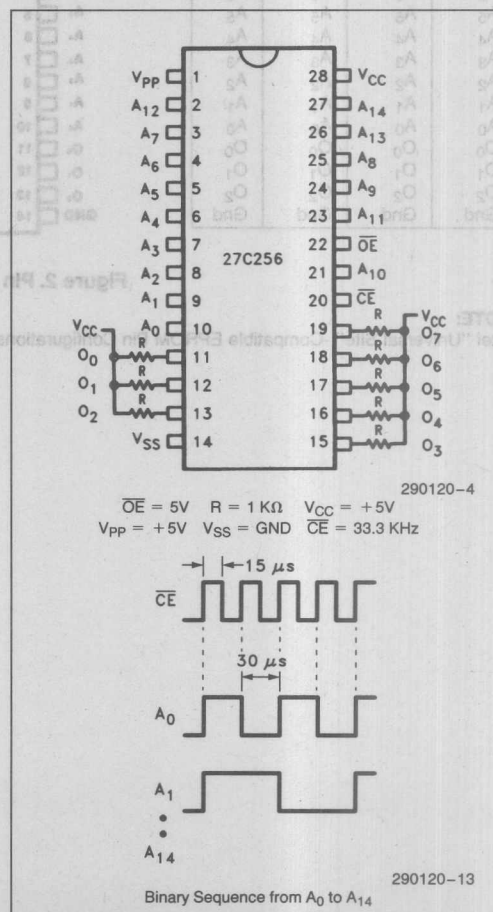 VPP 1 28 VCC
A12 2 27 A14
A7 3 26 A13
A6 4 25 A8
A5 5 24 A9
A4 6 23 A11
A3 7 22 OE
A2 8 27C256 21 A10
A1 9 20 CE
A0 10 19 R VCC O7
VCC O0 R 11 18 R O6
O1 R 12 17 R O5
O2 R 13 16 R O4
VSS 14 15 R O3
290120–4
OE = 5V R = 1 KΩ VCC = +5V
VPP = +5V VSS = GND CE = 33.3 KHz
15 μs
CE
30 μs
A0
A1
A14
290120–13
Binary Sequence from A0 to A14
Figure 2. Pin
OTE:
"Universal Site"-Compatible EPROM Pin Configurations